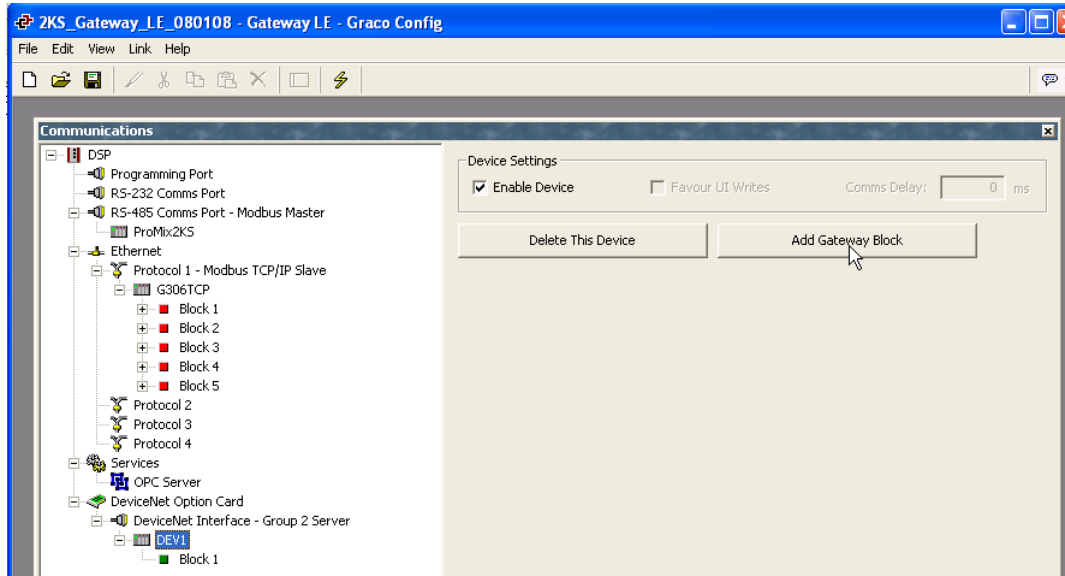 2KS_Gateway_LE_080108 - Gateway LE - Graco Config
File Edit View Link Help
Communications
DSP
Programming Port
RS-232 Comms Port
RS-485 Comms Port - Modbus Master
ProMix2KS
Ethernet
Protocol 1 - Modbus TCP/IP Slave
G306TCP
Block 1
Block 2
Block 3
Block 4
Block 5
Protocol 2
Protocol 3
Protocol 4
Services
OPC Server
DeviceNet Option Card
DeviceNet Interface - Group 2 Server
DEV1
Block 1
Device Settings
Enable Device Favour UI Writes Comms Delay: 0 ms
Delete This Device Add Gateway Block